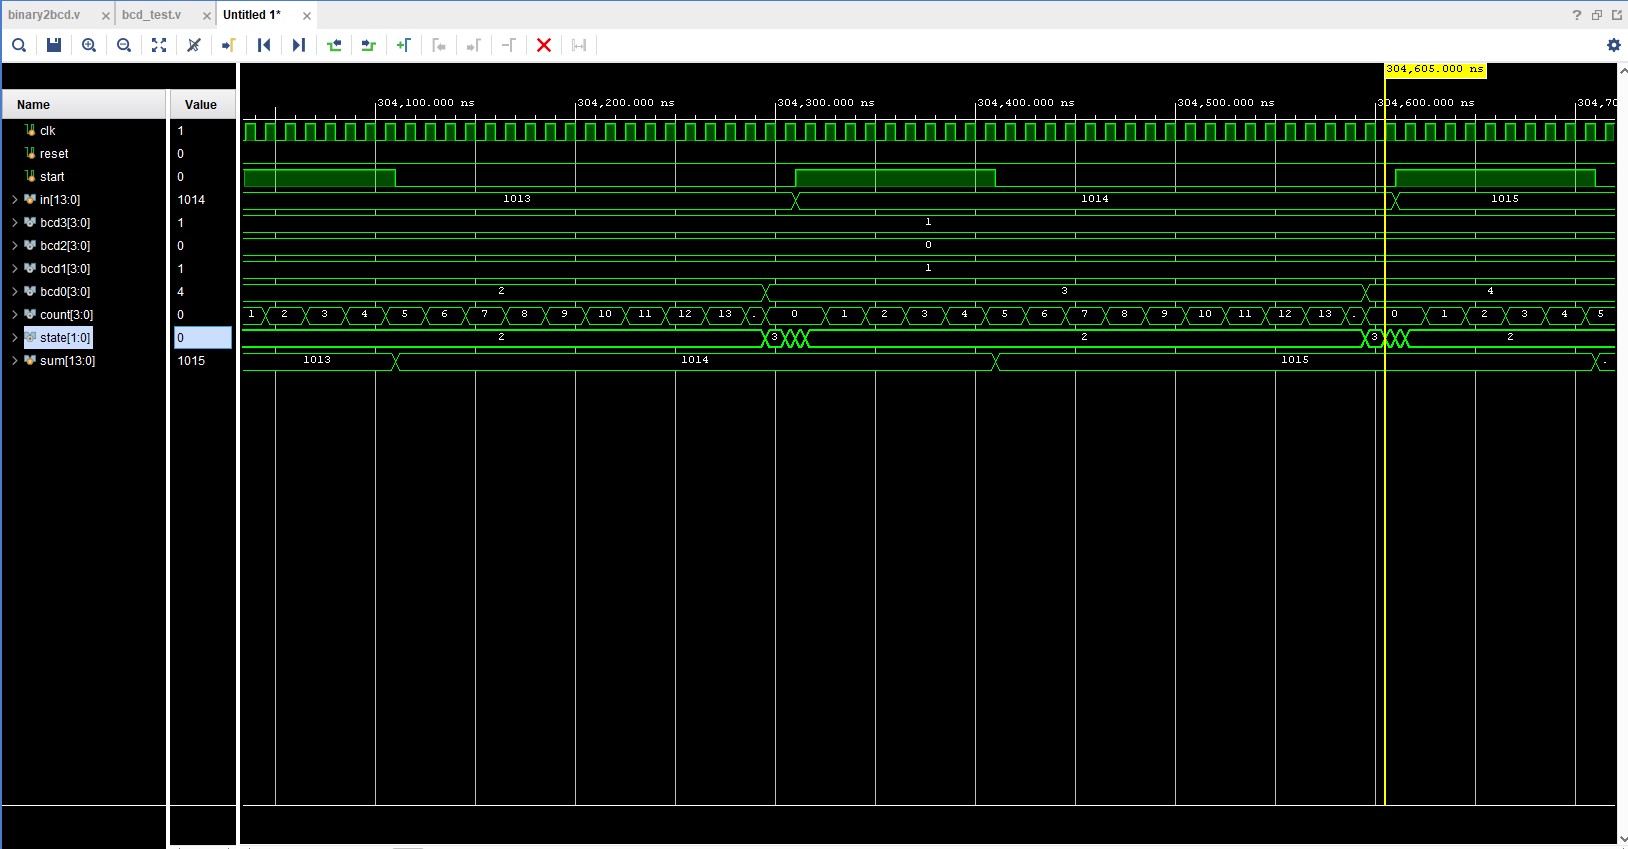 binary2bcd.v × bcd_test.v × Untitled 1* ×
?
304,605.000 ns
Name Value
304,100.000 ns 304,200.000 ns 304,300.000 ns 304,400.000 ns 304,500.000 ns 304,600.000 ns 304,70
clk 1
reset 0
start 0
in[13:0] 1014 1013 1014 1015
bcd3[3:0] 1 1
bcd2[3:0] 0 0
bcd1[3:0] 1 1
bcd0[3:0] 4 2 3 4
count[3:0] 0 1 2 3 4 5 6 7 8 9 10 11 12 13 . 0 1 2 3 4 5 6 7 8 9 10 11 12 13 . 0 1 2 3 4 5
state[1:0] 0 2 3 2 3 2
sum[13:0] 1015 1013 1014 1015 .